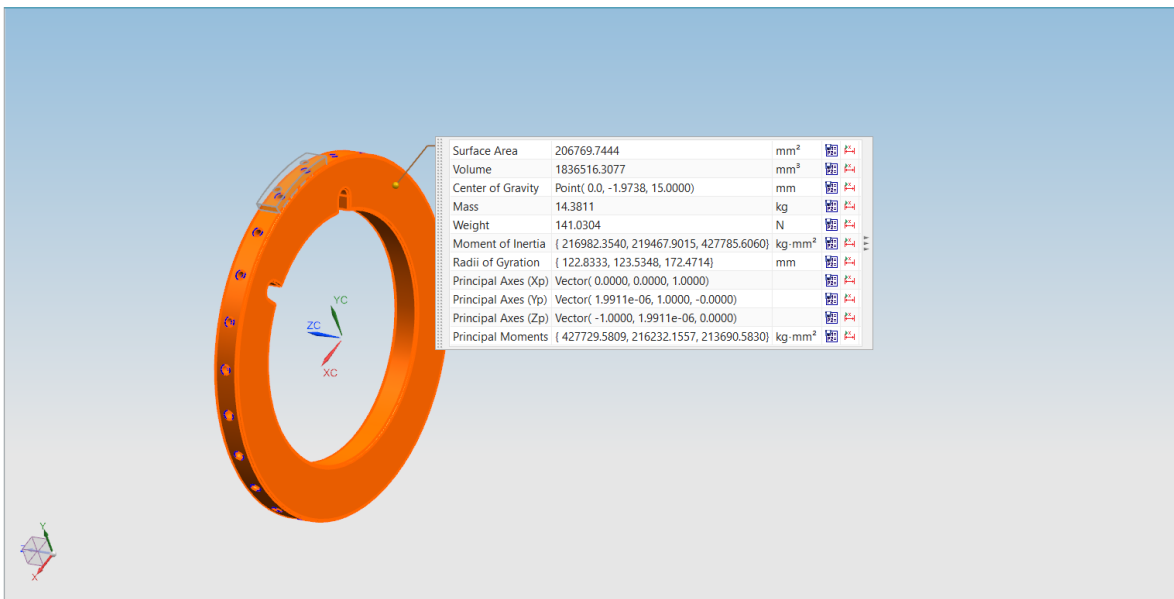 Surface Area 206769.7444 mm²
Volume 1836516.3077 mm³
Center of Gravity Point( 0.0, -1.9738, 15.0000) mm
Mass 14.3811 kg
Weight 141.0304 N
Moment of Inertia { 216982.3540, 219467.9015, 427785.6060} kg·mm²
Radii of Gyration { 122.8333, 123.5348, 172.4714} mm
Principal Axes (Xp) Vector( 0.0000, 0.0000, 1.0000)
Principal Axes (Yp) Vector( 1.9911e-06, 1.0000, -0.0000)
Principal Axes (Zp) Vector( -1.0000, 1.9911e-06, 0.0000)
Principal Moments { 427729.5809, 216232.1557, 213690.5830} kg·mm²
YC
ZC
XC
Y
Z
X